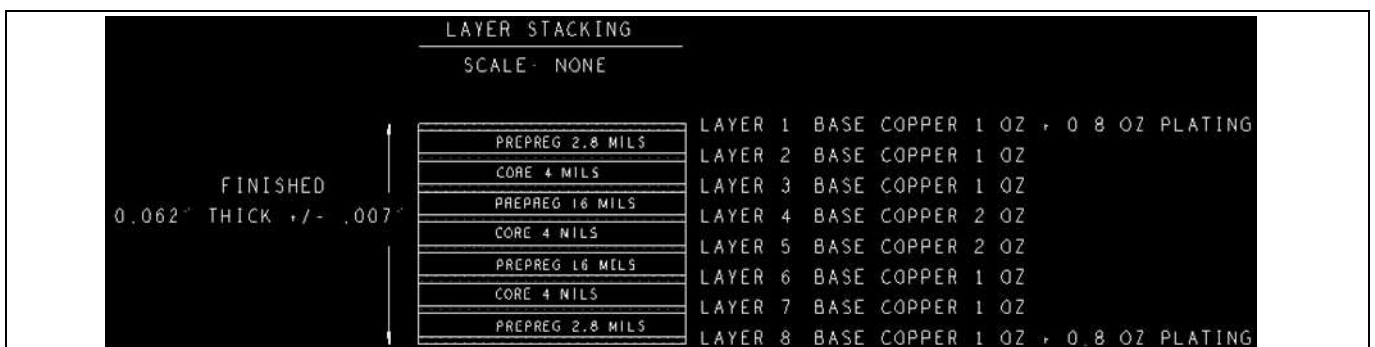 LAYER STACKING
SCALE- NONE
LAYER 1 BASE COPPER 1 OZ + 0.8 OZ PLATING
PREPREG 2.8 MILS
LAYER 2 BASE COPPER 1 OZ
CORE 4 MILS
FINISHED
LAYER 3 BASE COPPER 1 OZ
PREPREG 16 MILS
0.062" THICK +/- .007"
LAYER 4 BASE COPPER 2 OZ
CORE 4 MILS
LAYER 5 BASE COPPER 2 OZ
PREPREG 16 MILS
LAYER 6 BASE COPPER 1 OZ
CORE 4 MILS
LAYER 7 BASE COPPER 1 OZ
PREPREG 2.8 MILS
LAYER 8 BASE COPPER 1 OZ + 0.8 OZ PLATING